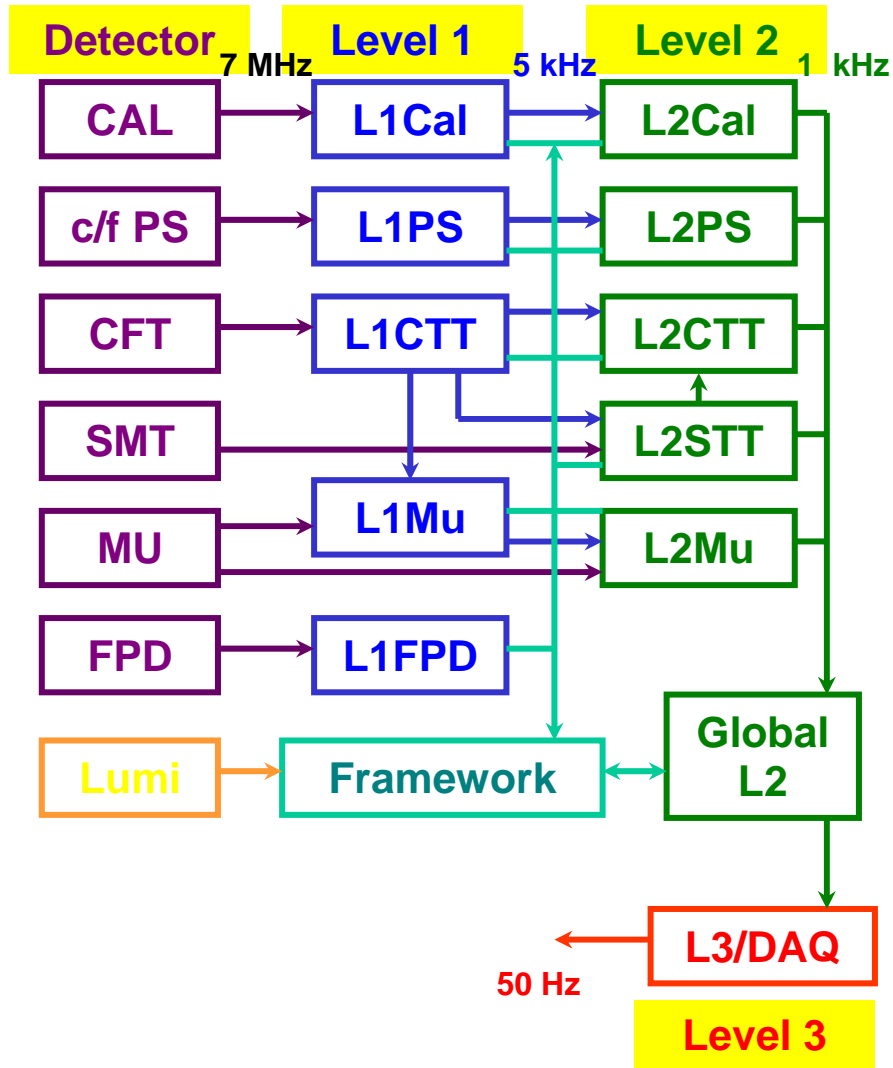 Detector
Level 1
Level 2
7 MHz
5 kHz
1 kHz
CAL
L1Cal
L2Cal
c/f PS
L1PS
L2PS
CFT
L1CTT
L2CTT
SMT
L2STT
L1Mu
MU
L2Mu
FPD
L1FPD
Lumi
Framework
Global
L2
L3/DAQ
50 Hz
Level 3